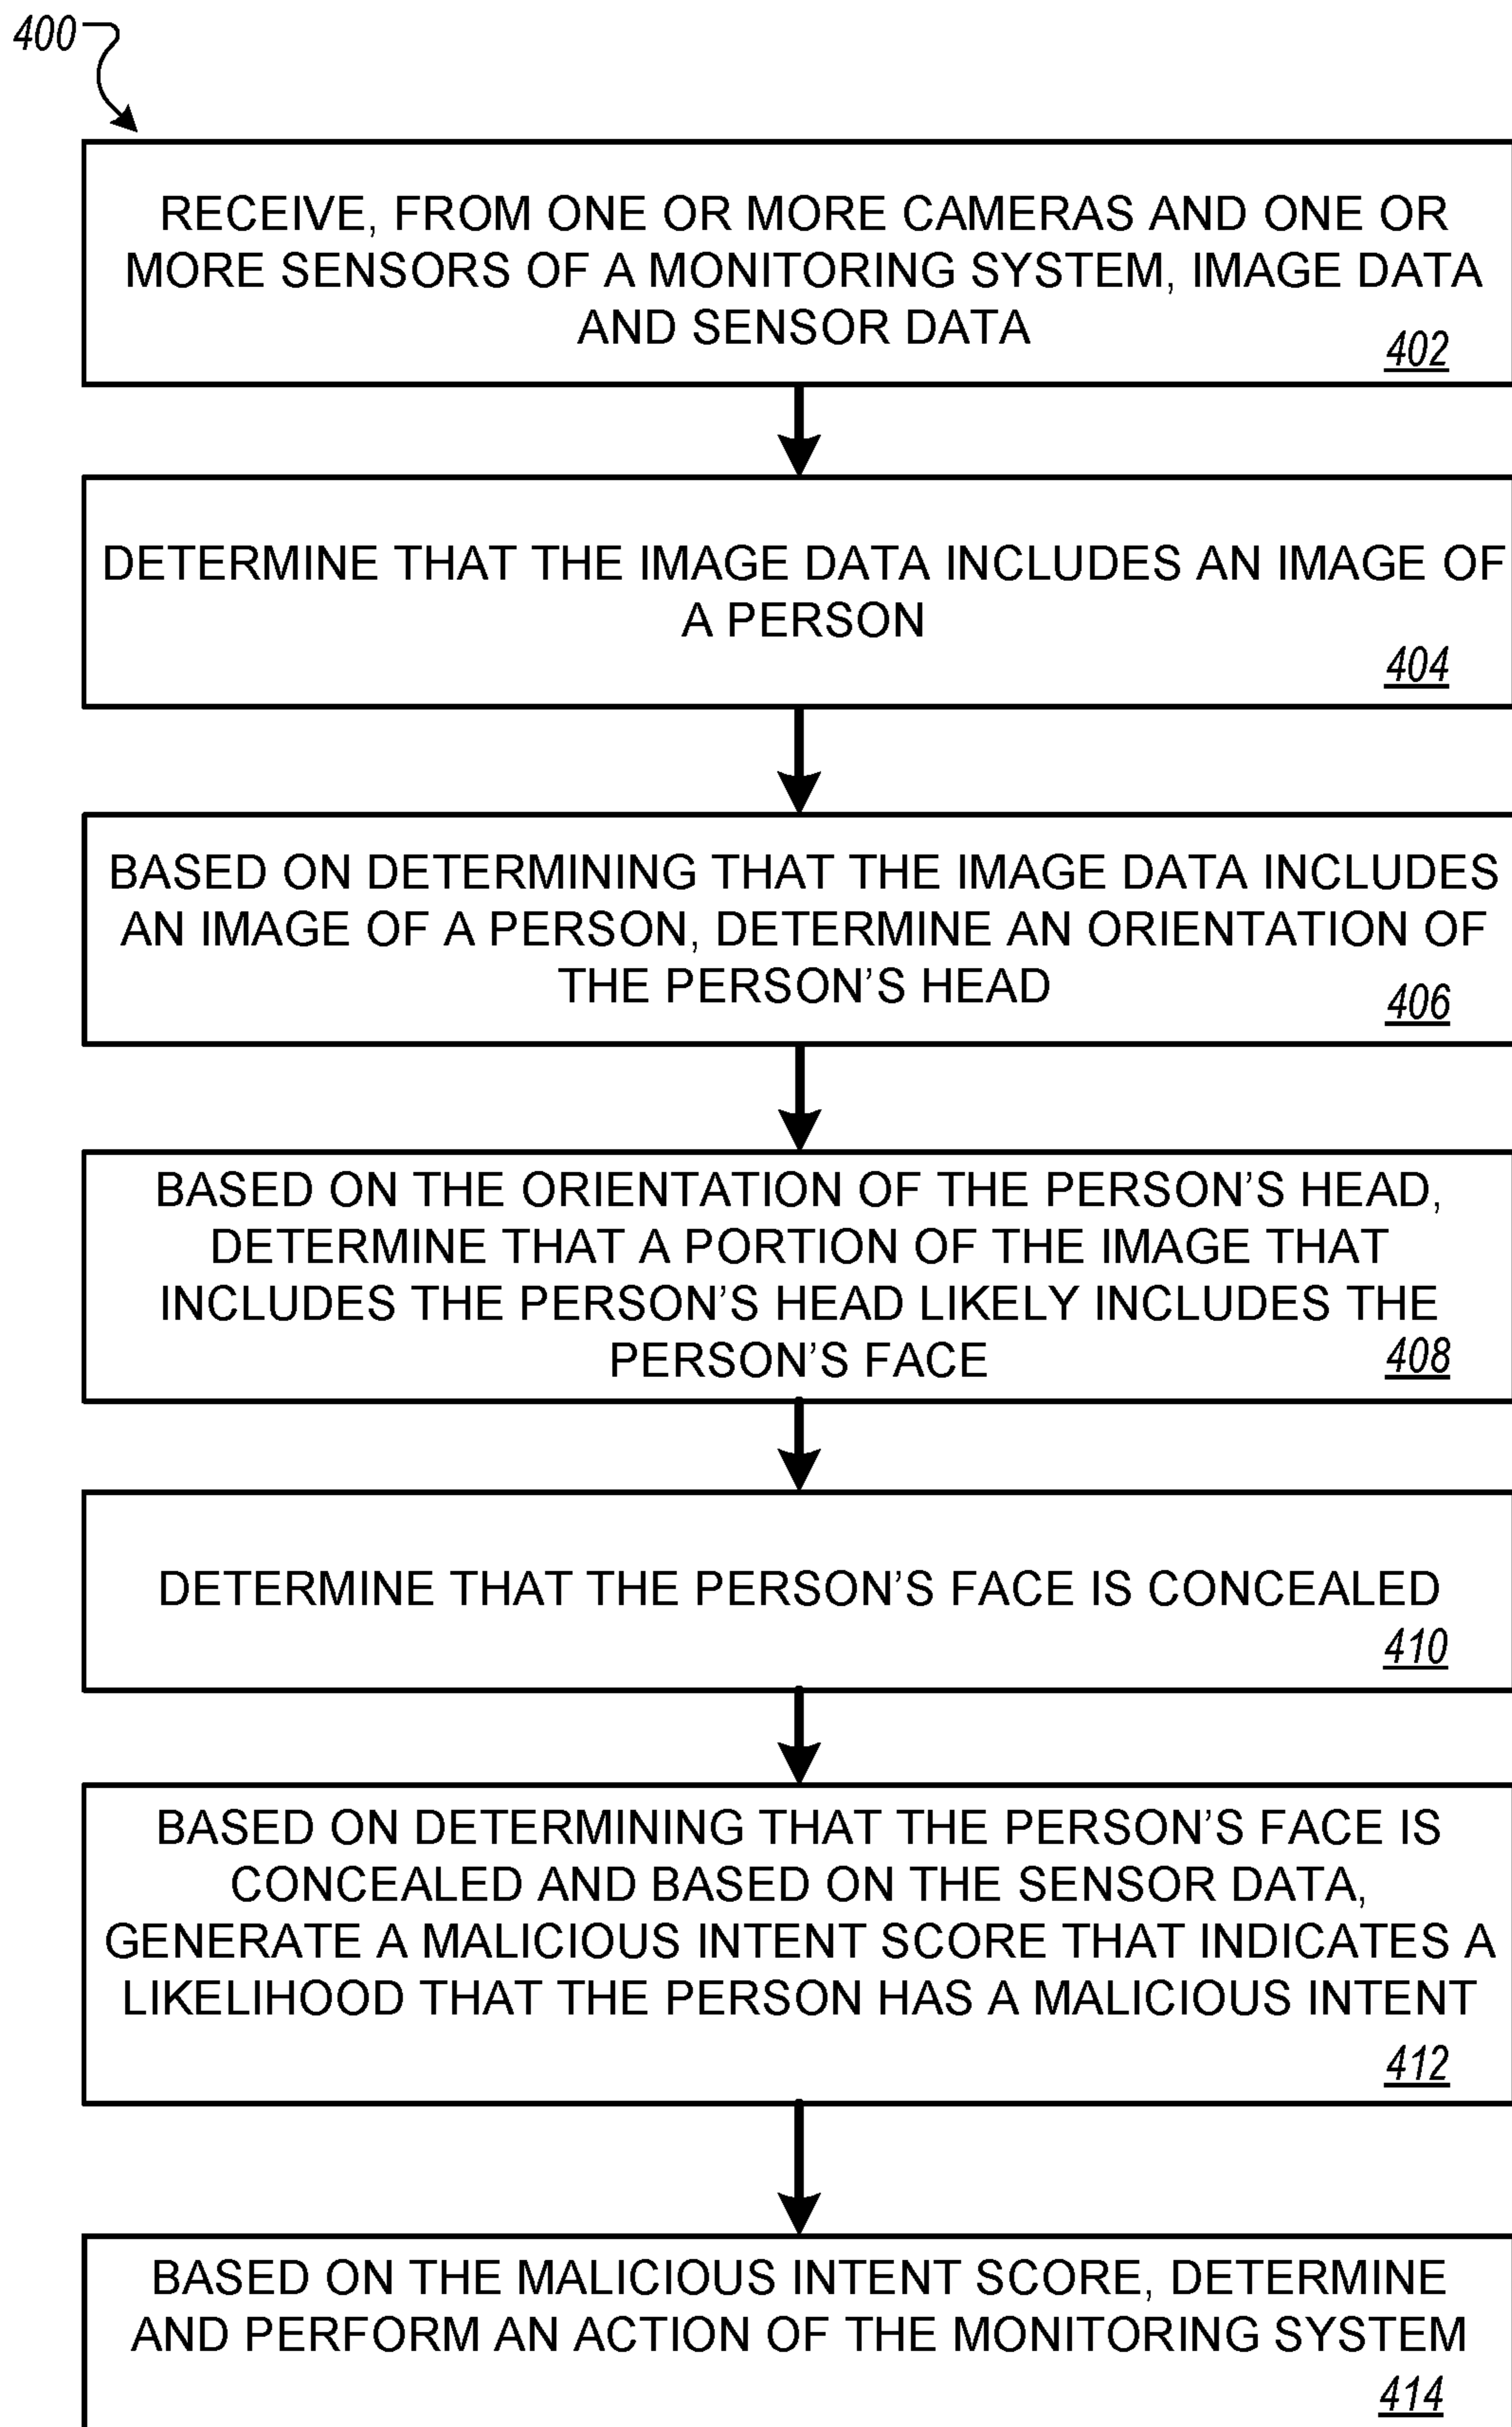 400
RECEIVE, FROM ONE OR MORE CAMERAS AND ONE OR
MORE SENSORS OF A MONITORING SYSTEM, IMAGE DATA
AND SENSOR DATA
402
DETERMINE THAT THE IMAGE DATA INCLUDES AN IMAGE OF
A PERSON
404
BASED ON DETERMINING THAT THE IMAGE DATA INCLUDES
AN IMAGE OF A PERSON, DETERMINE AN ORIENTATION OF
THE PERSON’S HEAD
406
BASED ON THE ORIENTATION OF THE PERSON’S HEAD,
DETERMINE THAT A PORTION OF THE IMAGE THAT
INCLUDES THE PERSON’S HEAD LIKELY INCLUDES THE
PERSON’S FACE
408
DETERMINE THAT THE PERSON’S FACE IS CONCEALED
410
BASED ON DETERMINING THAT THE PERSON’S FACE IS
CONCEALED AND BASED ON THE SENSOR DATA,
GENERATE A MALICIOUS INTENT SCORE THAT INDICATES A
LIKELIHOOD THAT THE PERSON HAS A MALICIOUS INTENT
412
BASED ON THE MALICIOUS INTENT SCORE, DETERMINE
AND PERFORM AN ACTION OF THE MONITORING SYSTEM
414